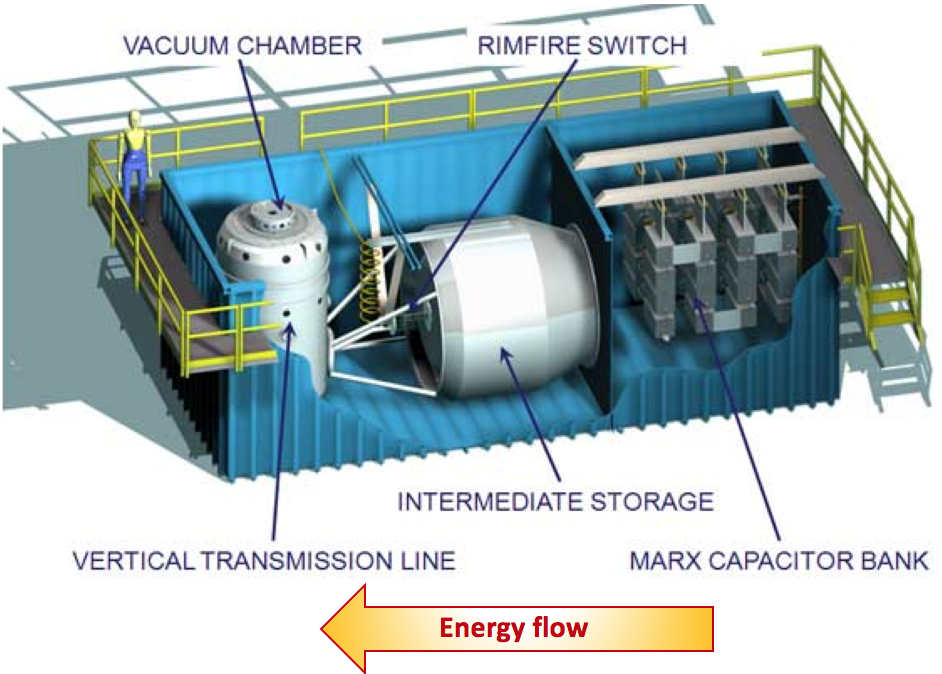 VACUUM CHAMBER
RIMFIRE SWITCH
INTERMEDIATE STORAGE
VERTICAL TRANSMISSION LINE
MARX CAPACITOR BANK
Energy flow